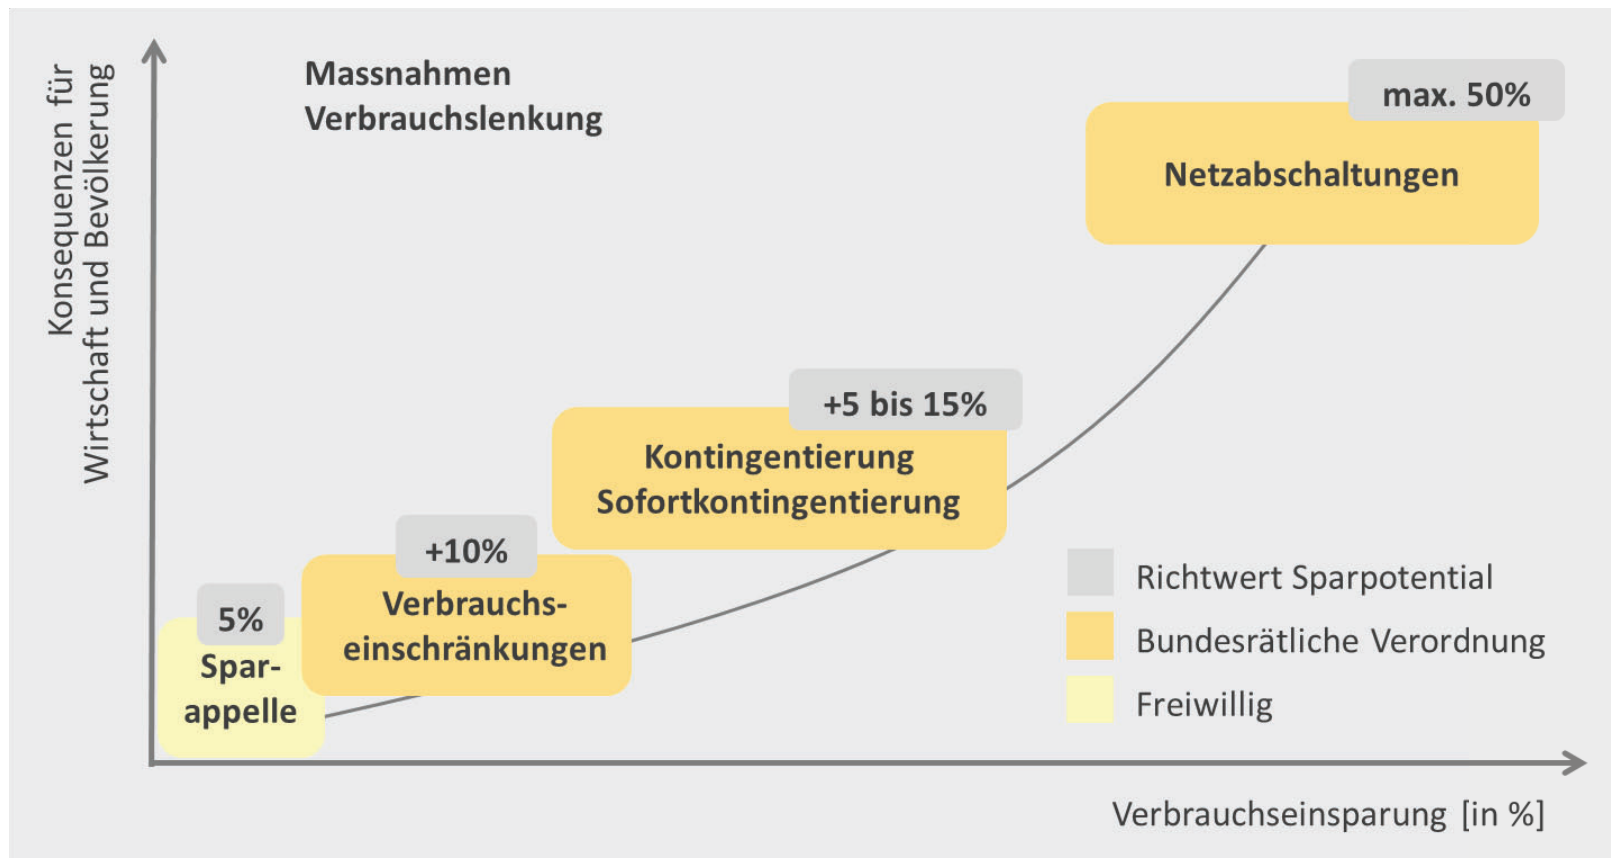 Konsequenzen für
Wirtschaft und Bevölkerung
Massnahmen
Verbrauchslenkung
max. 50%
Netzabschaltungen
+5 bis 15%
Kontingentierung
Sofortkontingentierung
+10%
Verbrauchs-
einschränkungen
5%
Spar-
appelle
Richtwert Sparpotential
Bundesrätliche Verordnung
Freiwillig
Verbrauchseinsparung [in %]